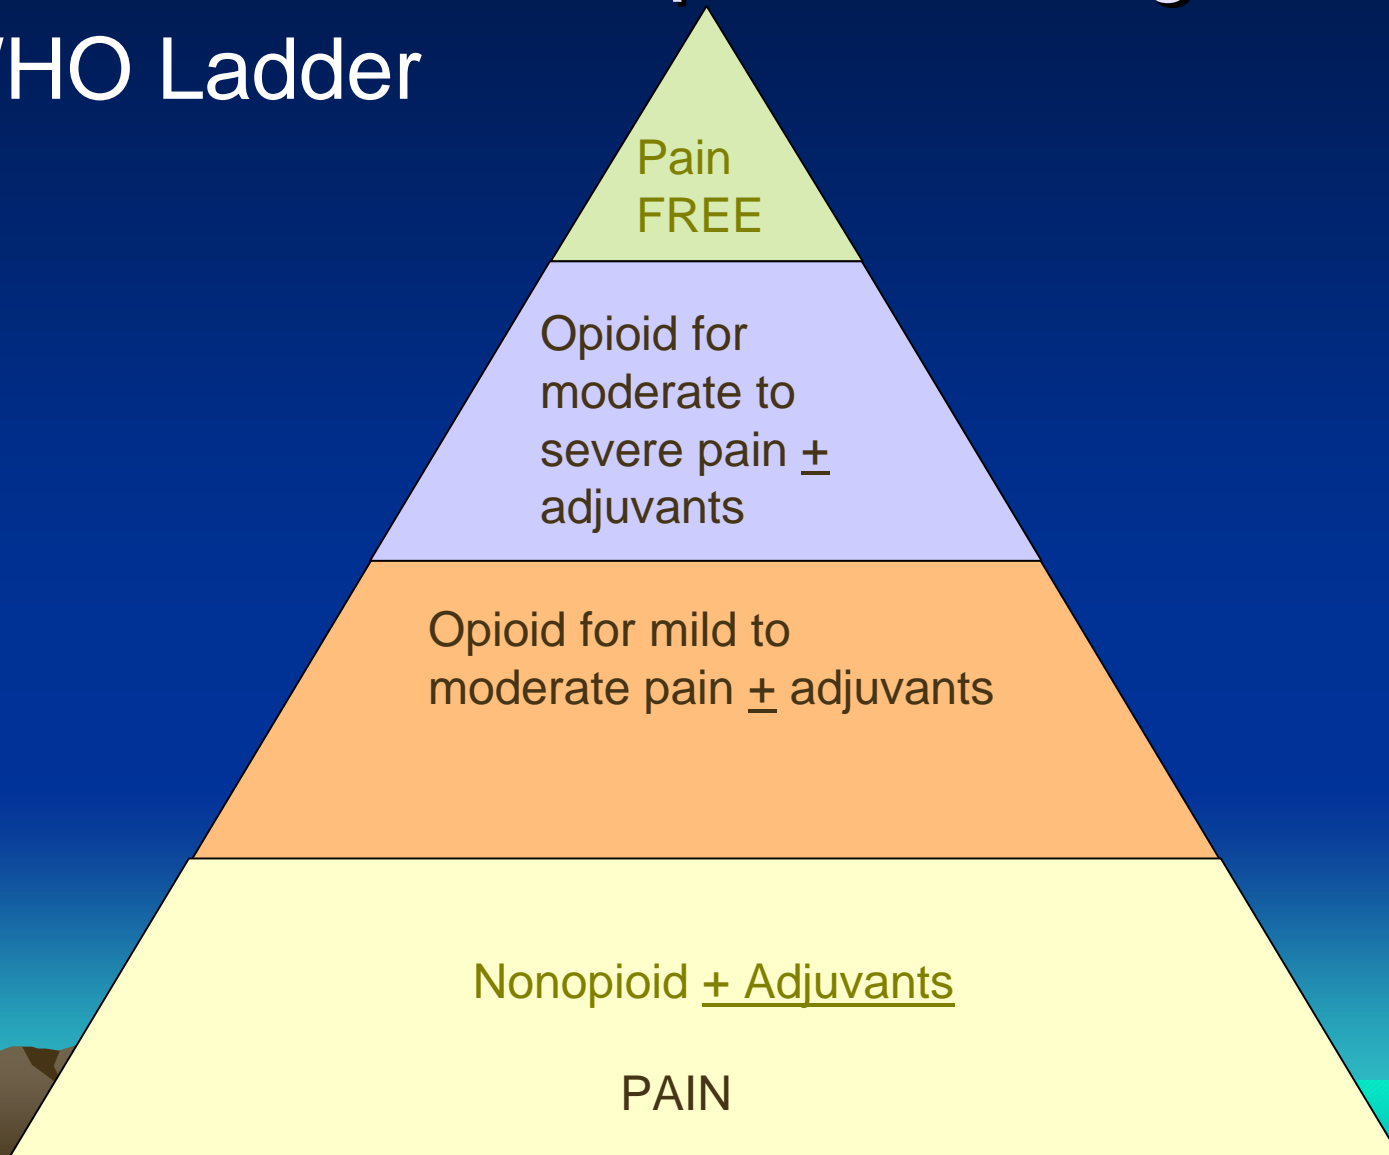 HO Ladder
Pain
FREE
Opioid for
moderate to
severe pain +
adjuvants
Opioid for mild to
moderate pain + adjuvants
Nonopioid + Adjuvants
PAIN